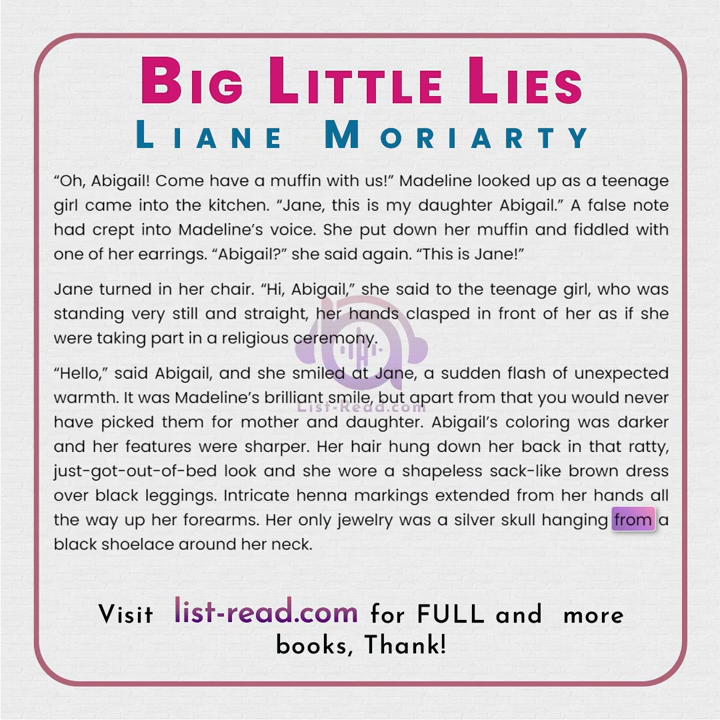 BIG LITTLE LIES
LIANE MORIARTY
“Oh, Abigail! Come have a muffin with us!” Madeline looked up as a teenage
girl came into the kitchen. “Jane, this is my daughter Abigail.” A false note
had crept into Madeline’s voice. She put down her muffin and fiddled with
one of her earrings. “Abigail?” she said again. “This is Jane!”
Jane turned in her chair. “Hi, Abigail,” she said to the teenage girl, who was
standing very still and straight, her hands clasped in front of her as if she
were taking part in a religious ceremony.
“Hello,” said Abigail, and she smiled at Jane, a sudden flash of unexpected
warmth. It was Madeline’s brilliant smile, but apart from that you would never
List-Read.com
have picked them for mother and daughter. Abigail’s coloring was darker
and her features were sharper. Her hair hung down her back in that ratty,
just-got-out-of-bed look and she wore a shapeless sack-like brown dress
over black leggings. Intricate henna markings extended from her hands all
the way up her forearms. Her only jewelry was a silver skull hanging from a
black shoelace around her neck.
Visit list-read.com for FULL and more
books, Thank!